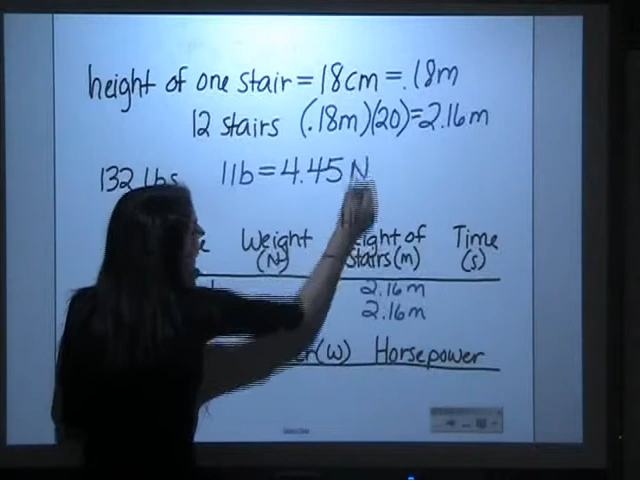 height of one stair = 18cm = .18m
12 stairs (.18m)(20) = 2.16m
132 lbs 1lb = 4.45 N
Weight (N) stairs (m) Time (s)
2.16m
2.16m
(W) Horsepower